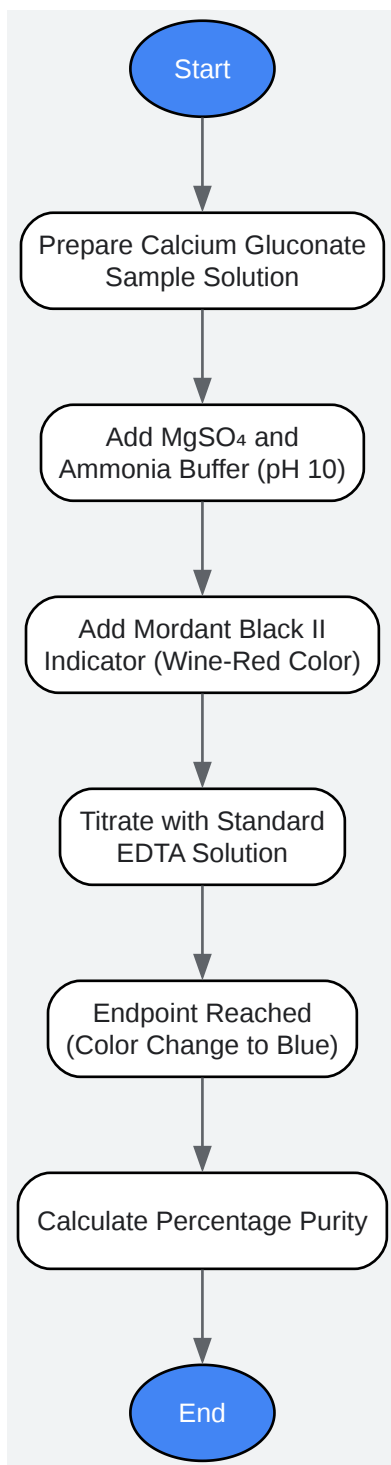 Start
Prepare Calcium Gluconate
Sample Solution
Add MgSO₄ and
Ammonia Buffer (pH 10)
Add Mordant Black II
Indicator (Wine-Red Color)
Titrate with Standard
EDTA Solution
Endpoint Reached
(Color Change to Blue)
Calculate Percentage Purity
End